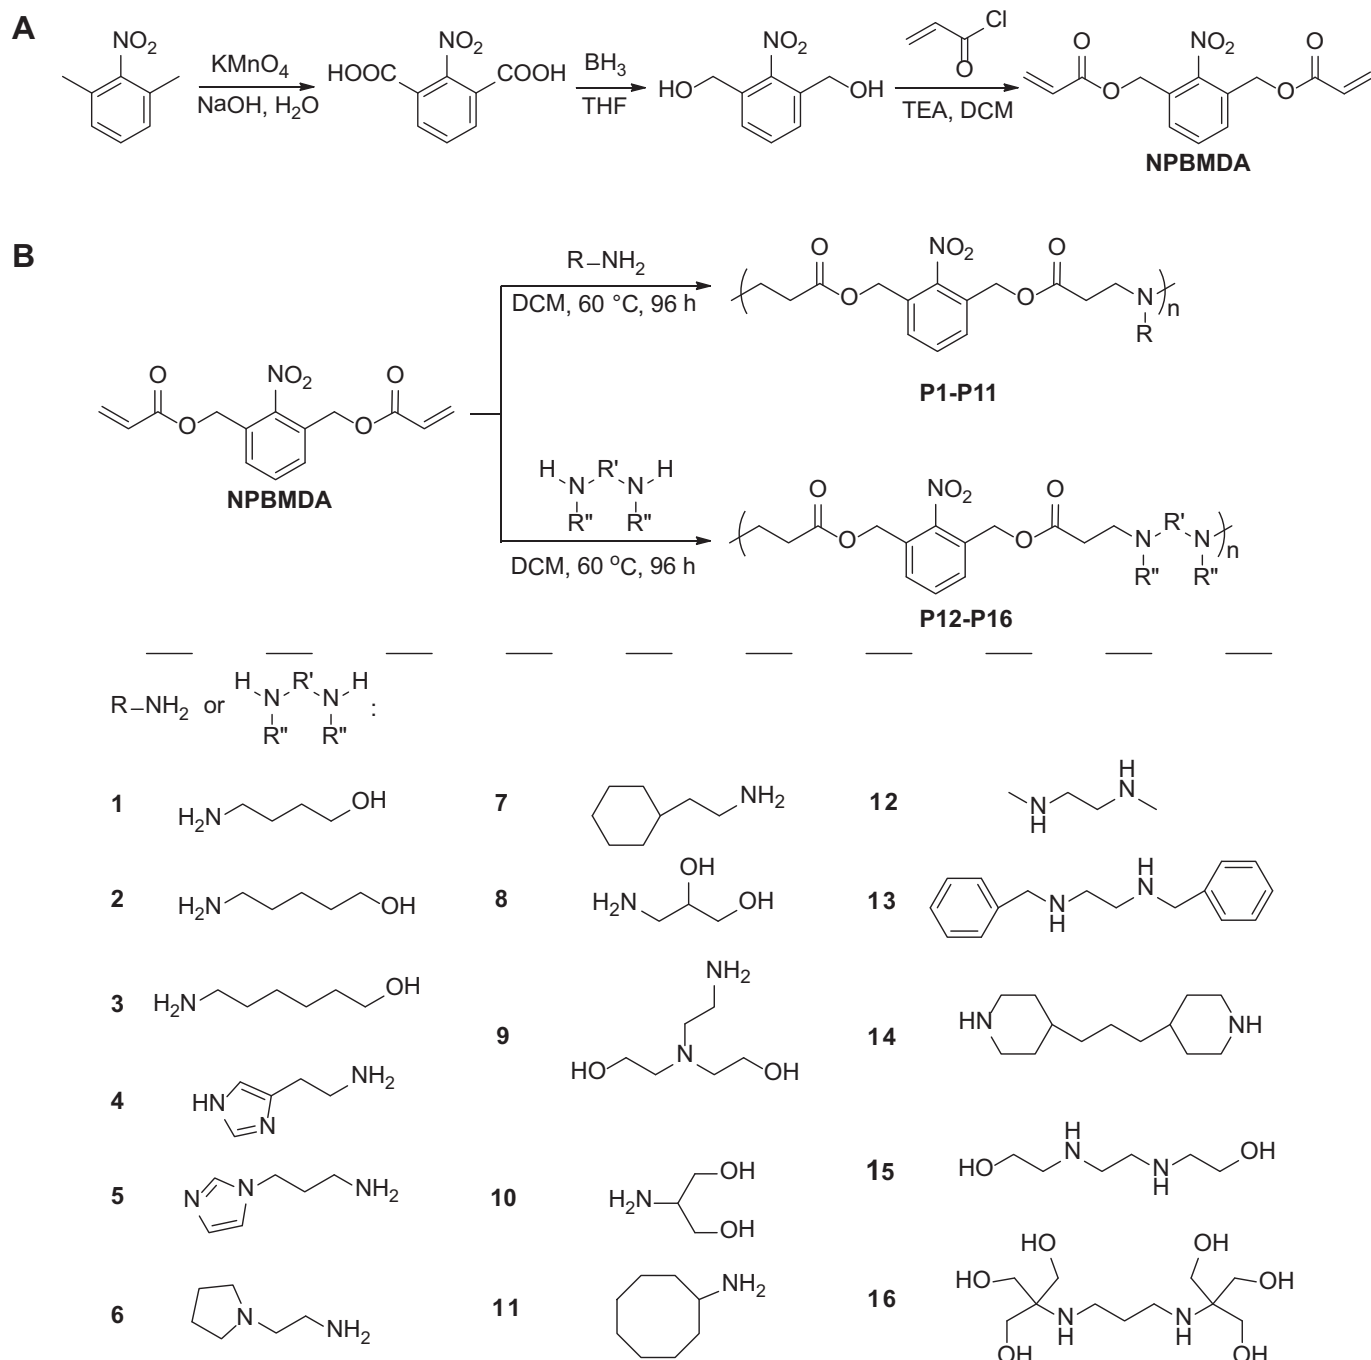 A
NO2
KMnO4
NaOH, H2O
HOOC
NO2
COOH
BH3
THF
HO
NO2
OH
Cl
O
TEA, DCM
O
O
NO2
O
O
NPBMDA
B
R–NH2
DCM, 60 °C, 96 h
O
O
NO2
O
O
N
R
n
P1-P11
O
O
NO2
O
O
NPBMDA
H
N
R'
N
H
R"
R"
DCM, 60 °C, 96 h
O
O
NO2
O
O
N
R'
N
R"
R"
n
P12-P16
R–NH2 or
H
N
R'
N
H
R"
R"
:
1
H2N
OH
7
NH2
12
N
H
H
N
2
H2N
OH
8
H2N
OH
OH
13
N
H
H
N
3
H2N
OH
9
NH2
N
HO
OH
14
HN
NH
4
HN
N
NH2
5
N
N
NH2
10
H2N
OH
OH
15
HO
H
N
N
H
OH
6
N
NH2
11
NH2
16
HO
HO
OH
N
H
N
H
OH
OH
OH